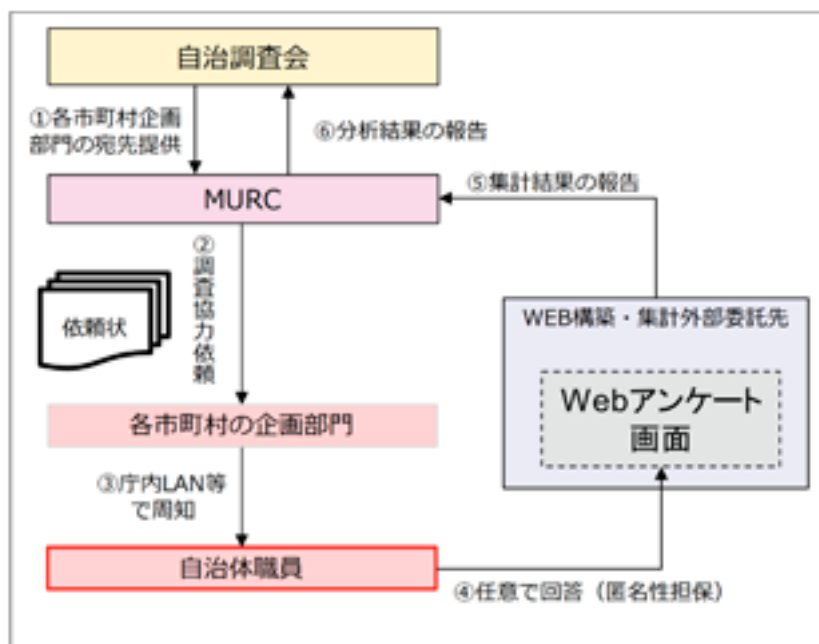 自治調査会
①各市町村企画
部門の宛先提供
⑥分析結果の報告
MURC
⑤集計結果の報告
②調査協力依頼
依頼状
WEB構築・集計外部委託先
Webアンケート
画面
各市町村の企画部門
③庁内LAN等
で周知
自治体職員
④任意で回答（匿名性担保）